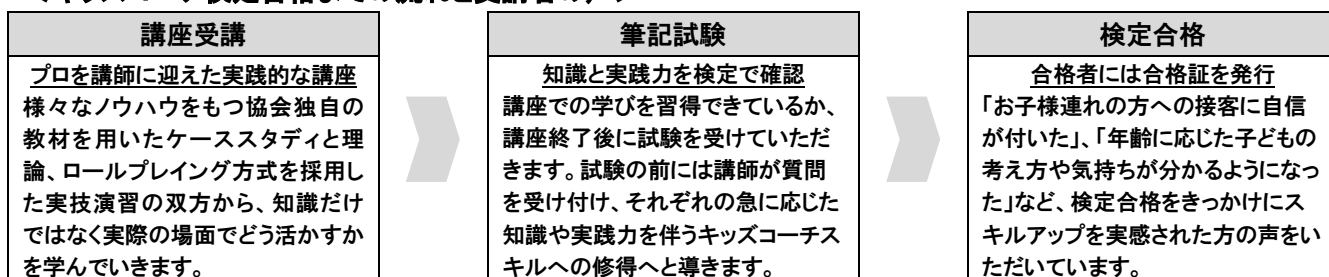 講座受講
プロを講師に迎えた実践的な講座
様々なノウハウをもつ協会独自の
教材を用いたケーススタディと理
論、ロールプレイング方式を採用し
た実技演習の双方から、知識だけ
ではなく実際の場面でどう活かすか
を学んでいきます。
筆記試験
知識と実践力を検定で確認
講座での学びを習得できているか、
講座終了後に試験を受けていただ
きます。試験の前には講師が質問
を受け付け、それぞれの急に応じた
知識や実践力を伴うキッズコーチス
キルへの修得へと導きます。
検定合格
合格者には合格証を発行
「お子様連れの方への接客に自信
が付いた」、「年齢に応じた子どもの
考え方や気持ちが分かるようになっ
た」など、検定合格をきっかけにス
キルアップを実感された方の声をい
ただいています。